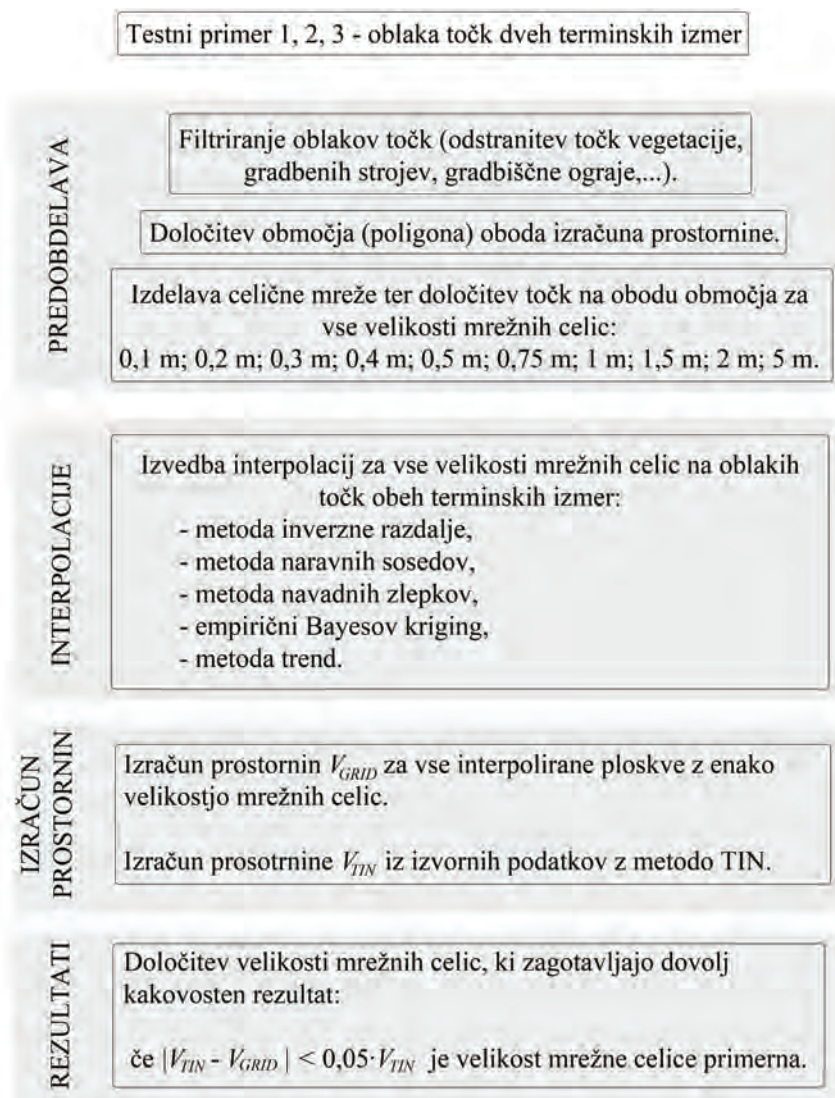 Testni primer 1, 2, 3 - oblaka točk dveh terminskih izmer
PREDOBDELAVA
Filtriranje oblakov točk (odstranitev točk vegetacije,
gradbenih strojev, gradbiščne ograje,...).
Določitev območja (poligona) oboda izračuna prostornine.
Izdelava celične mreže ter določitev točk na obodu območja za
vse velikosti mrežnih celic:
0,1 m; 0,2 m; 0,3 m; 0,4 m; 0,5 m; 0,75 m; 1 m; 1,5 m; 2 m; 5 m.
INTERPOLACIJE
Izvedba interpolacij za vse velikosti mrežnih celic na oblakih
točk obeh terminskih izmer:
- metoda inverzne razdalje,
- metoda naravnih sosedov,
- metoda navadnih zlepkov,
- empirični Bayesov kriging,
- metoda trend.
IZRAČUN
PROSTORNIN
Izračun prostornin V_GRID za vse interpolirane ploskve z enako
velikostjo mrežnih celic.
Izračun prosotrnine V_TIN iz izvornih podatkov z metodo TIN.
REZULTATI
Določitev velikosti mrežnih celic, ki zagotavljajo dovolj
kakovosten rezultat:
če |V_TIN - V_GRID | < 0,05·V_TIN je velikost mrežne celice primerna.